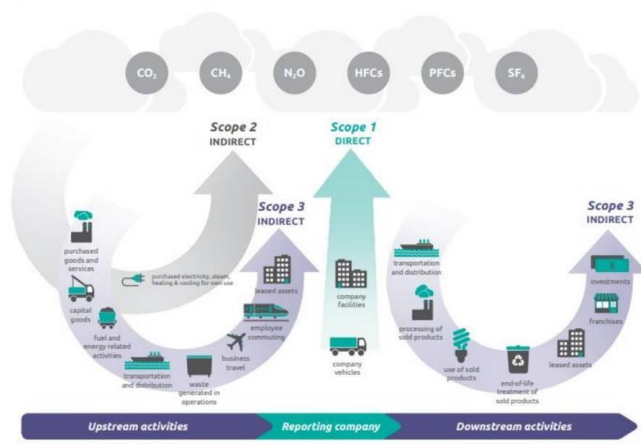 CO₂
CH₄
N₂O
HFCs
PFCs
SF₆
Scope 2
INDIRECT
Scope 1
DIRECT
Scope 3
INDIRECT
Scope 3
INDIRECT
purchased
goods and
services
capital
goods
fuel and
energy related
activities
purchased electricity, steam,
heating & cooling for own use
transportation
and distribution
waste
generated in
operations
business
travel
employee
commuting
leased assets
company
facilities
company
vehicles
transportation
and distribution
processing of
sold products
use of sold
products
end-of-life
treatment of
sold products
leased assets
franchises
investments
Upstream activities
Reporting company
Downstream activities